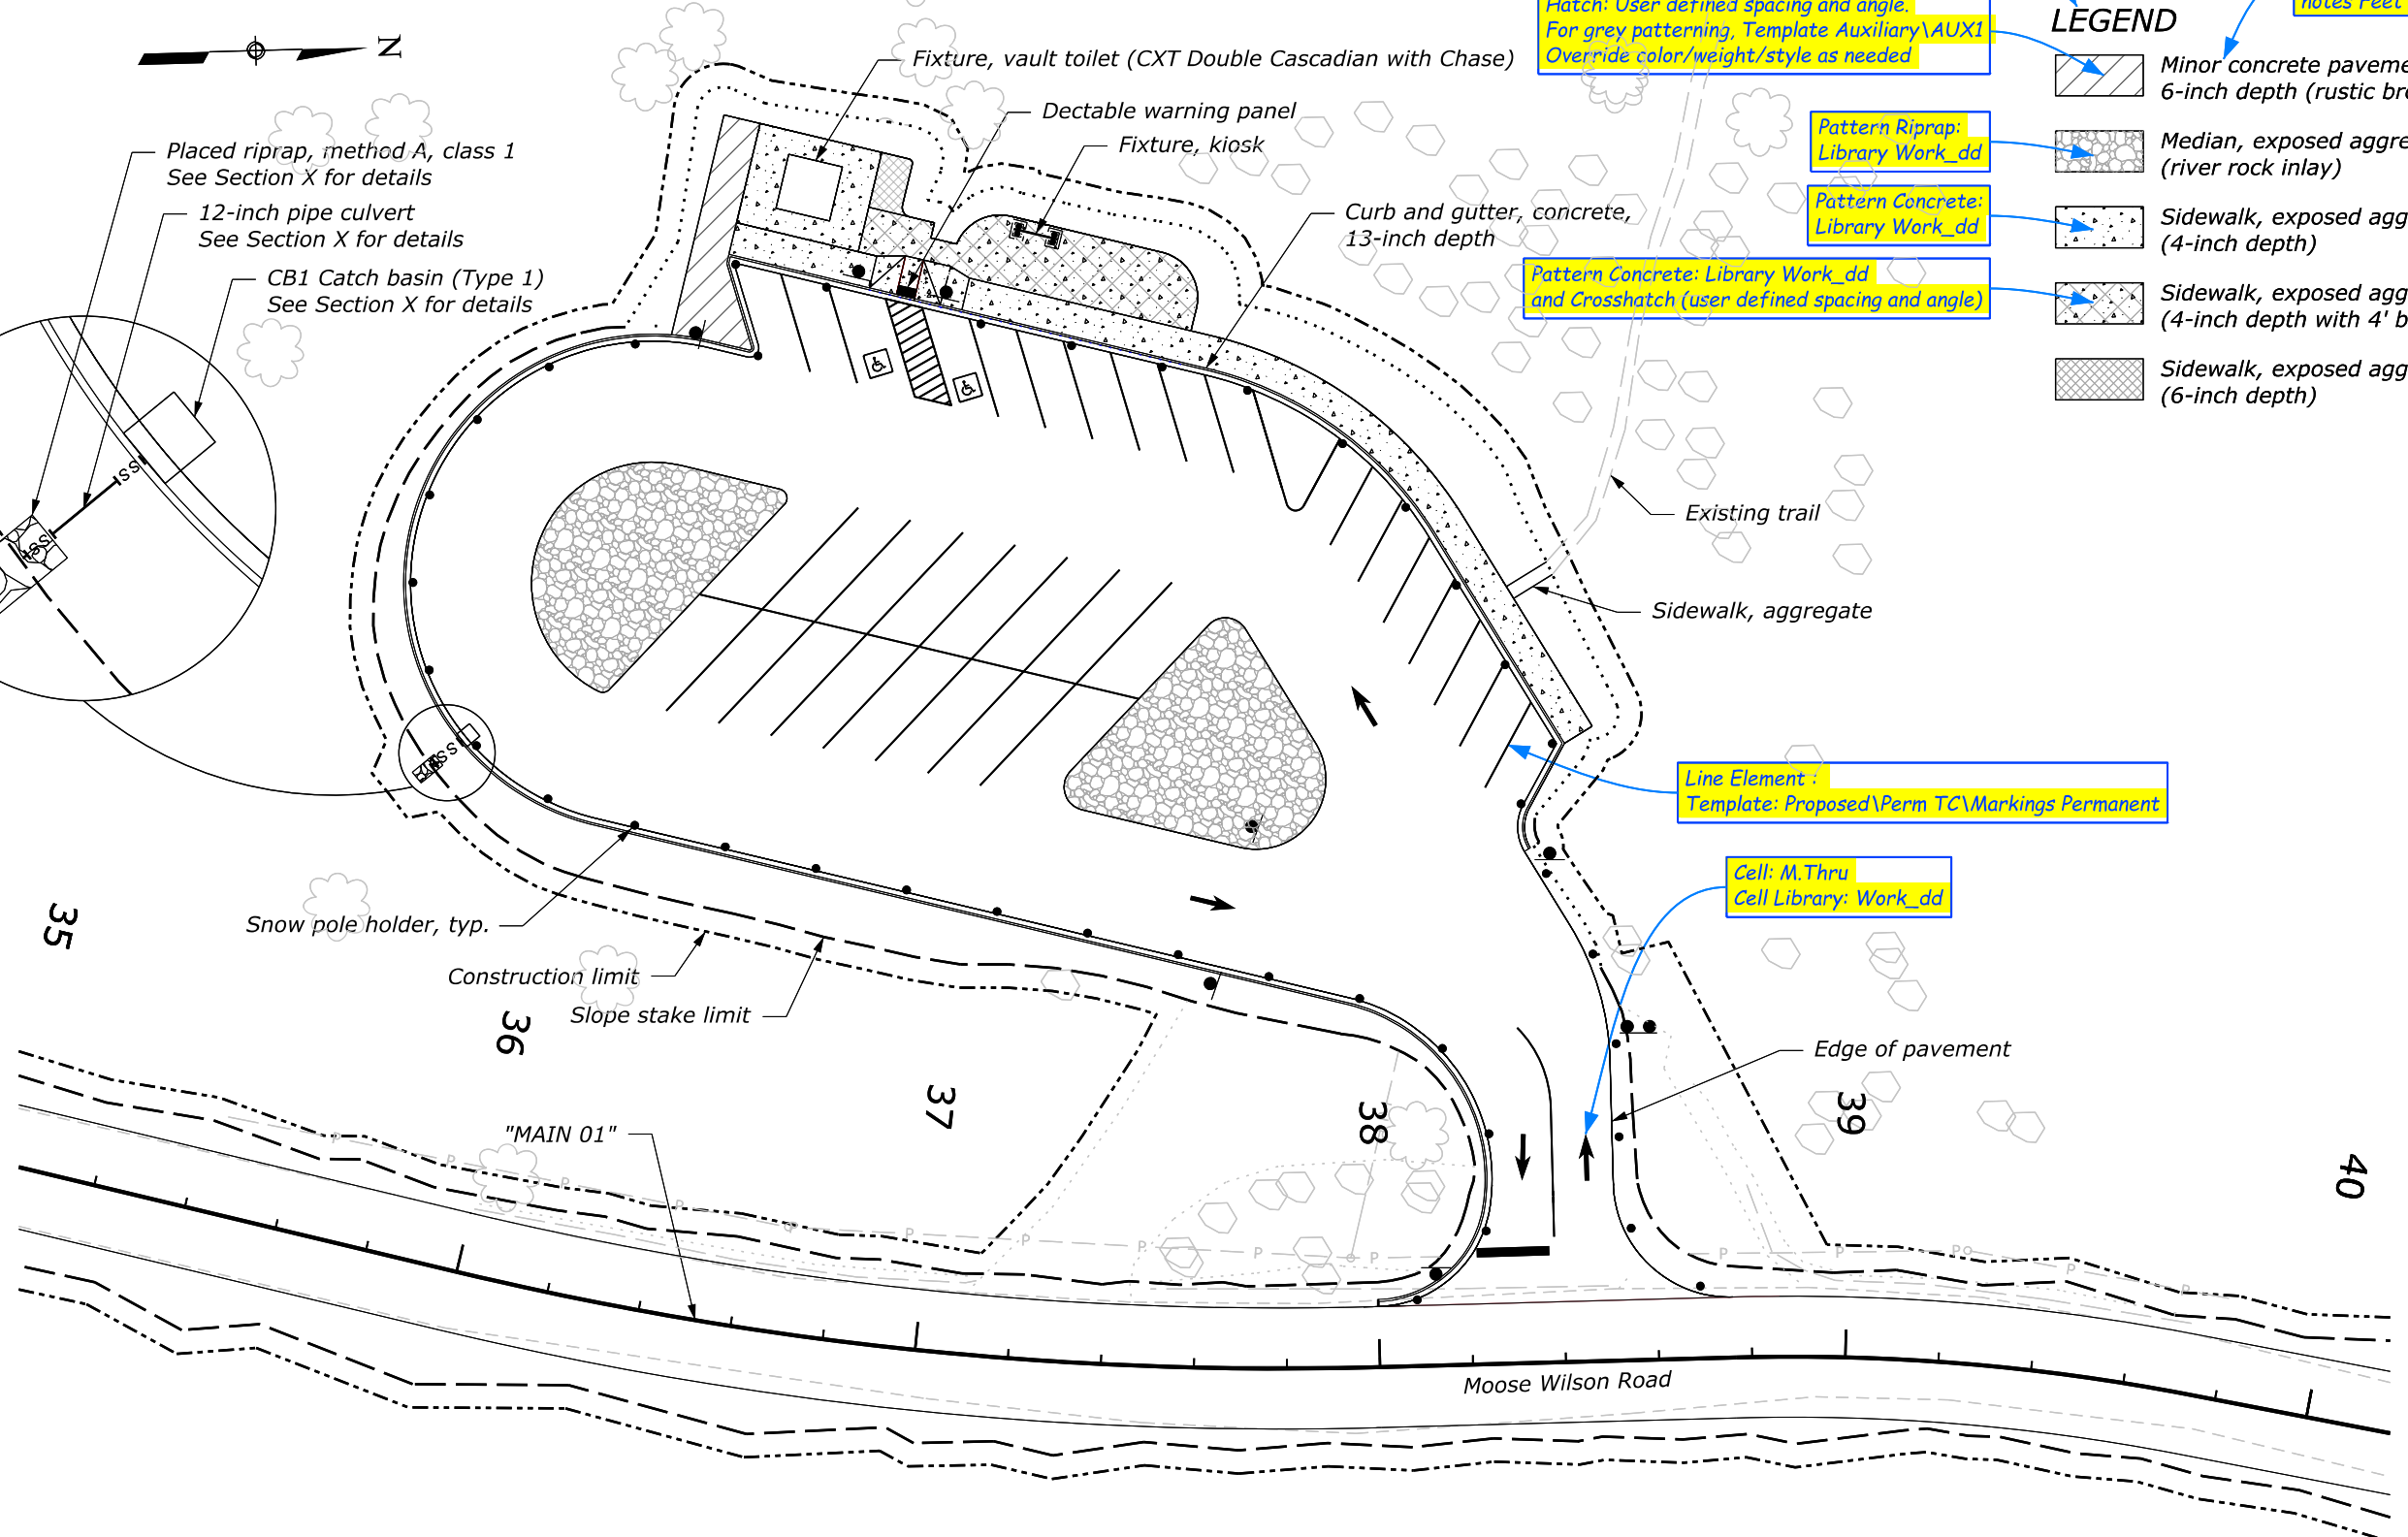 Hatch: User defined spacing and angle.
For grey patterning, Template Auxiliary\AUX1
Override color/weight/style as needed
notes Feet
LEGEND
N
Fixture, vault toilet (CXT Double Cascadian with Chase)
Dectable warning panel
Fixture, kiosk
Placed riprap, method A, class 1
See Section X for details
12-inch pipe culvert
See Section X for details
CB1 Catch basin (Type 1)
See Section X for details
Curb and gutter, concrete,
13-inch depth
Pattern Riprap:
Library Work_dd
Pattern Concrete:
Library Work_dd
Pattern Concrete: Library Work_dd
and Crosshatch (user defined spacing and angle)
Minor concrete paveme
6-inch depth (rustic br
Median, exposed aggre
(river rock inlay)
Sidewalk, exposed agg
(4-inch depth)
Sidewalk, exposed agg
(4-inch depth with 4' b
Sidewalk, exposed agg
(6-inch depth)
SS
SS
SS
Existing trail
Sidewalk, aggregate
Line Element :
Template: Proposed\Perm TC\Markings Permanent
Cell: M.Thru
Cell Library: Work_dd
Snow pole holder, typ.
Construction limit
Slope stake limit
Edge of pavement
"MAIN 01"
35
36
37
38
39
40
P P P P P P P P P P P P P P P
Moose Wilson Road